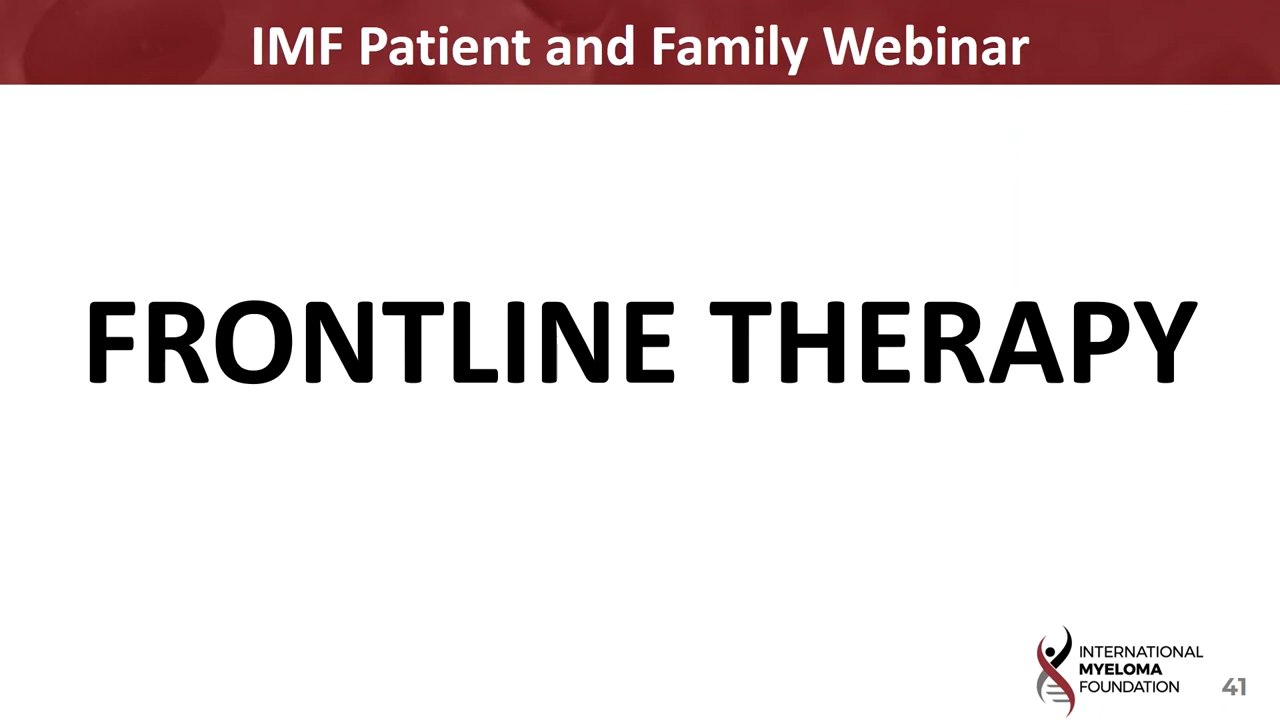 IMF Patient and Family Webinar
FRONTLINE THERAPY
INTERNATIONAL
MYELOMA
FOUNDATION
41